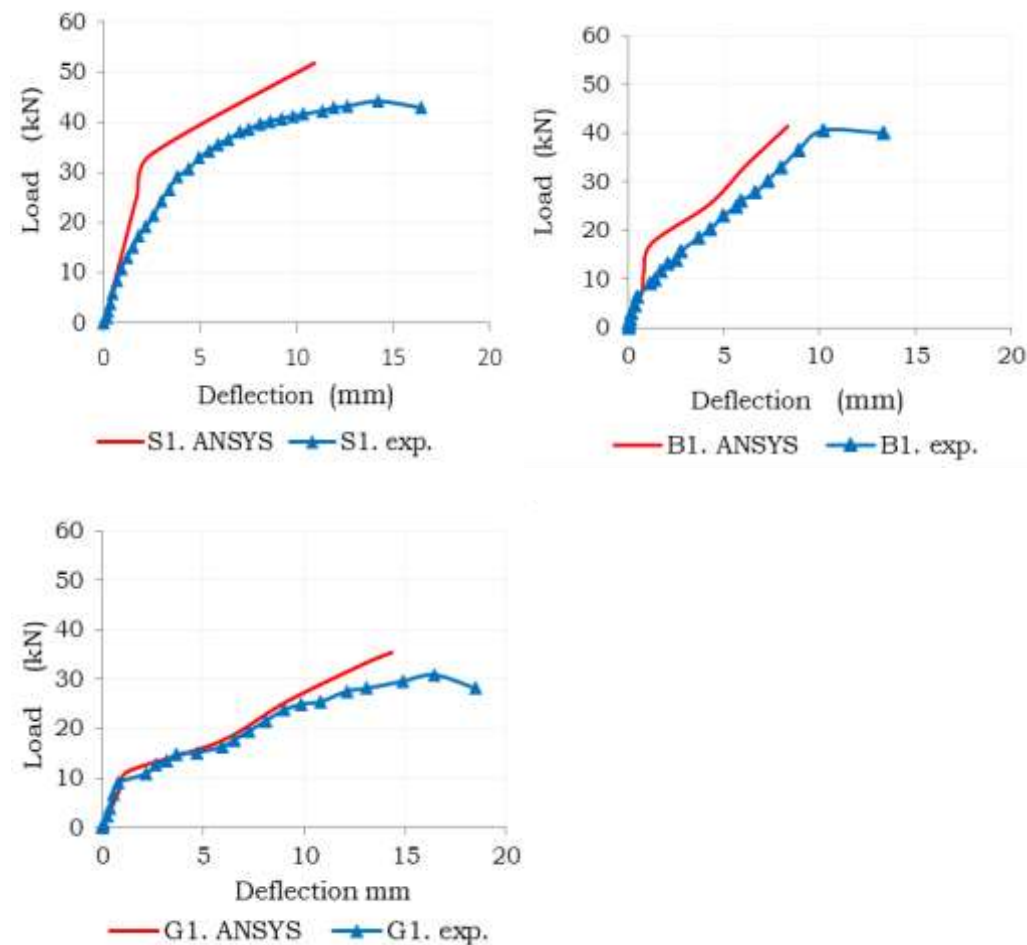 60
50
40
30
20
10
0
Load (kN)
0 5 10 15 20
Deflection (mm)
S1. ANSYS S1. exp.
60
50
40
30
20
10
0
Load (kN)
0 5 10 15 20
Deflection (mm)
B1. ANSYS B1. exp.
60
50
40
30
20
10
0
Load (kN)
0 5 10 15 20
Deflection mm
G1. ANSYS G1. exp.